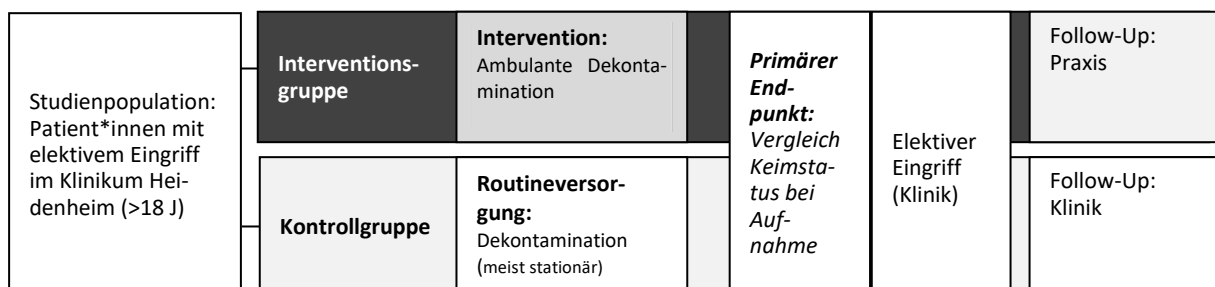 Studienpopulation:
Patient*innen mit
elektivem Eingriff
im Klinikum Hei-
denheim (>18 J)
Interventions-
gruppe
Intervention:
Ambulante Dekonta-
mination
Kontrollgruppe
Routineversor-
gung:
Dekontamination
(meist stationär)
Primärer
End-
punkt:
Vergleich
Keimsta-
tus bei
Auf-
nahme
Elektiver
Eingriff
(Klinik)
Follow-Up:
Praxis
Follow-Up:
Klinik